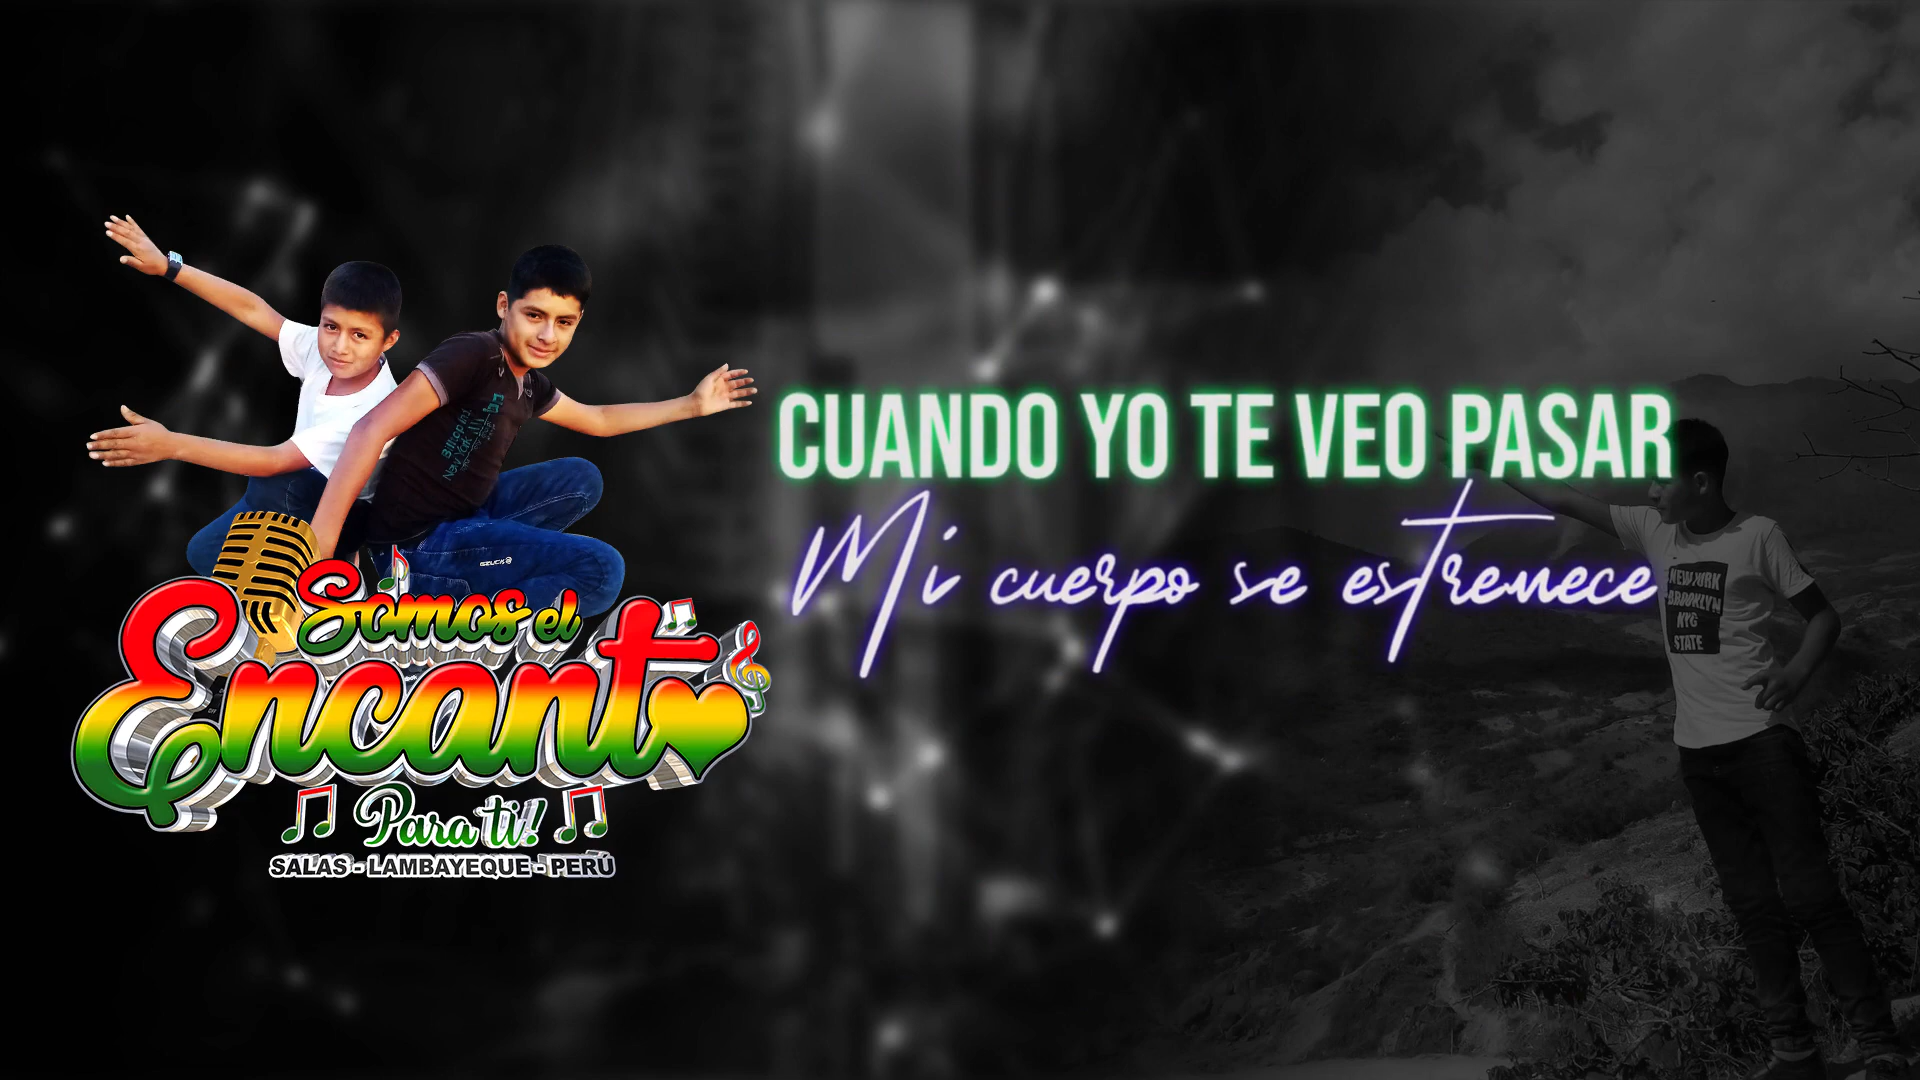 Somos el
Encanto
Para ti!
SALAS - LAMBAYEQUE - PERÚ
CUANDO YO TE VEO PASAR
Mi cuerpo se estremece
NEW YORK
BROOKLYN
NYC
STATE